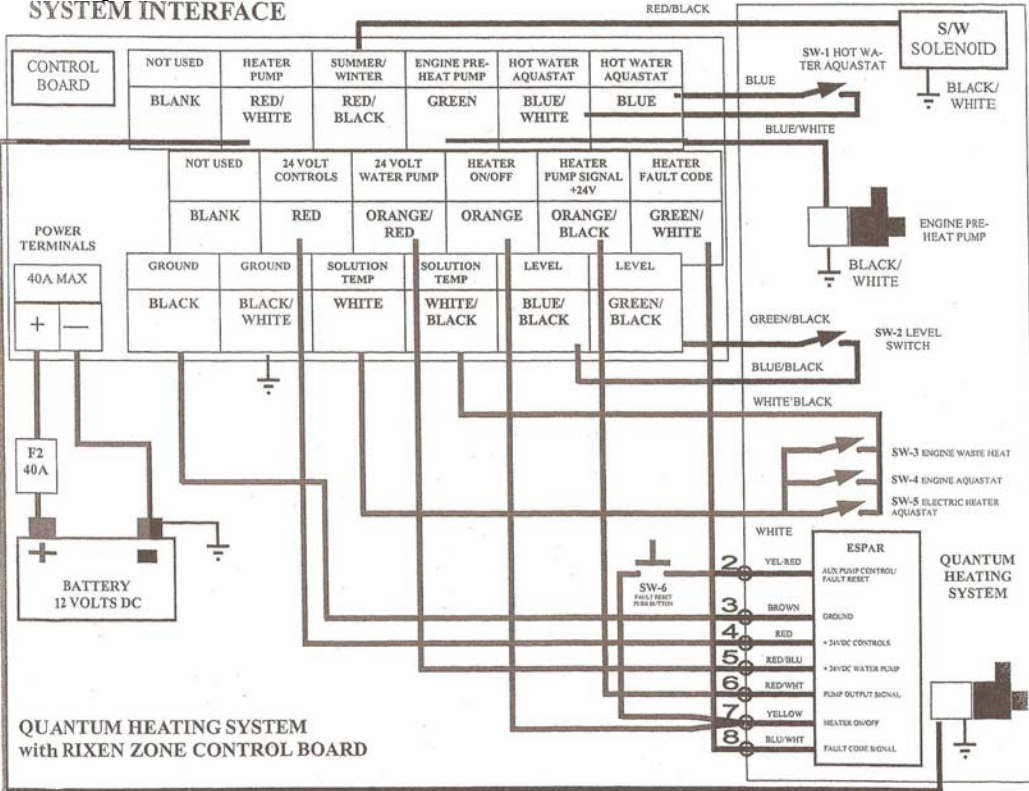 SYSTEM INTERFACE
RED/BLACK
S/W
SOLENOID
BLACK/
WHITE
CONTROL
BOARD
NOT USED
HEATER
PUMP
SUMMER/
WINTER
ENGINE PRE-
HEAT PUMP
HOT WATER
AQUASTAT
HOT WATER
AQUASTAT
BLANK
RED/
WHITE
RED/
BLACK
GREEN
BLUE/
WHITE
BLUE
BLUE
SW-1 HOT WA-
TER AQUASTAT
BLUE/WHITE
NOT USED
24 VOLT
CONTROLS
24 VOLT
WATER PUMP
HEATER
ON/OFF
HEATER
PUMP SIGNAL
+24V
HEATER
FAULT CODE
BLANK
RED
ORANGE/
RED
ORANGE
ORANGE/
BLACK
GREEN/
WHITE
ENGINE PRE-
HEAT PUMP
BLACK/
WHITE
POWER
TERMINALS
40A MAX
+ —
GROUND
GROUND
SOLUTION
TEMP
SOLUTION
TEMP
LEVEL
LEVEL
BLACK
BLACK/
WHITE
WHITE
WHITE/
BLACK
BLUE/
BLACK
GREEN/
BLACK
GREEN/BLACK
SW-2 LEVEL
SWITCH
BLUE/BLACK
WHITE'BLACK
F2
40A
SW-3 ENGINE WASTE HEAT
SW-4 ENGINE AQUASTAT
SW-5 ELECTRIC HEATER
AQUASTAT
WHITE
+ -
BATTERY
12 VOLTS DC
SW-6
FAULT RESET
PUSH BUTTON
ESPAR
2 YEL/RED AUX PUMP CONTROL/
FAULT RESET
3 BROWN GROUND
4 RED + 24VDC CONTROLS
5 RED/BLU + 24VDC WATER PUMP
6 RED/WHT PUMP OUTPUT SIGNAL
7 YELLOW HEATER ON/OFF
8 BLU/WHT FAULT CODE SIGNAL
QUANTUM
HEATING
SYSTEM
QUANTUM HEATING SYSTEM
with RIXEN ZONE CONTROL BOARD